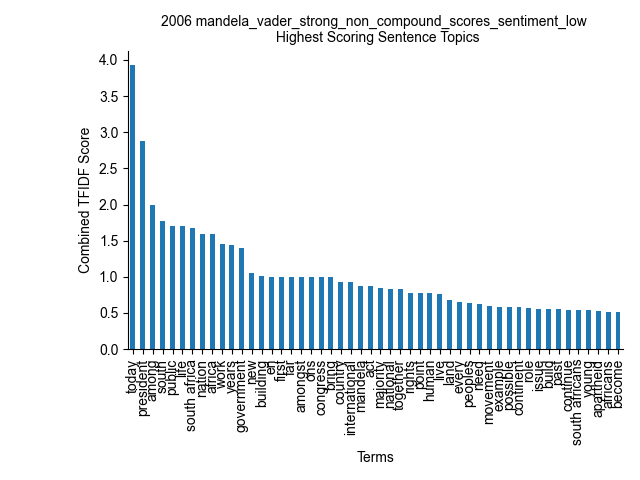 2006 mandela_vader_strong_non_compound_scores_sentiment_low
Highest Scoring Sentence Topics
4.0
3.5
3.0
2.5
2.0
1.5
1.0
0.5
0.0
Combined TFIDF Score
today
president
among
south
public
life
south africa
nation
africa
work
years
government
new
building
en
first
far
amongst
dns
congress
bring
country
international
mandela
act
majority
national
together
rights
point
human
live
land
every
peoples
need
movement
example
possible
continent
role
issue
build
past
continue
south africans
young
apartheid
africans
become
Terms